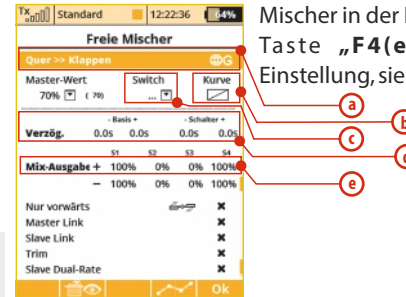 Tx Standard 12:22:36 64%
Freie Mischer
Quer >> Klappen G
Master-Wert Switch Kurve
70% ( 70) ...
- Basis + - Schalter +
Verzög. 0.0s 0.0s 0.0s 0.0s
S1 S2 S3 S4
Mix-Ausgabe + 100% 0% 0% 100%
– 100% 0% 0% 100%
Nur vorwärts ✖
Master Link ✖
Slave Link ✖
Trim ✖
Slave Dual-Rate ✖
Ok
Mischer in der
Taste „F4(e
Einstellung, sie
a
b
c
d
e